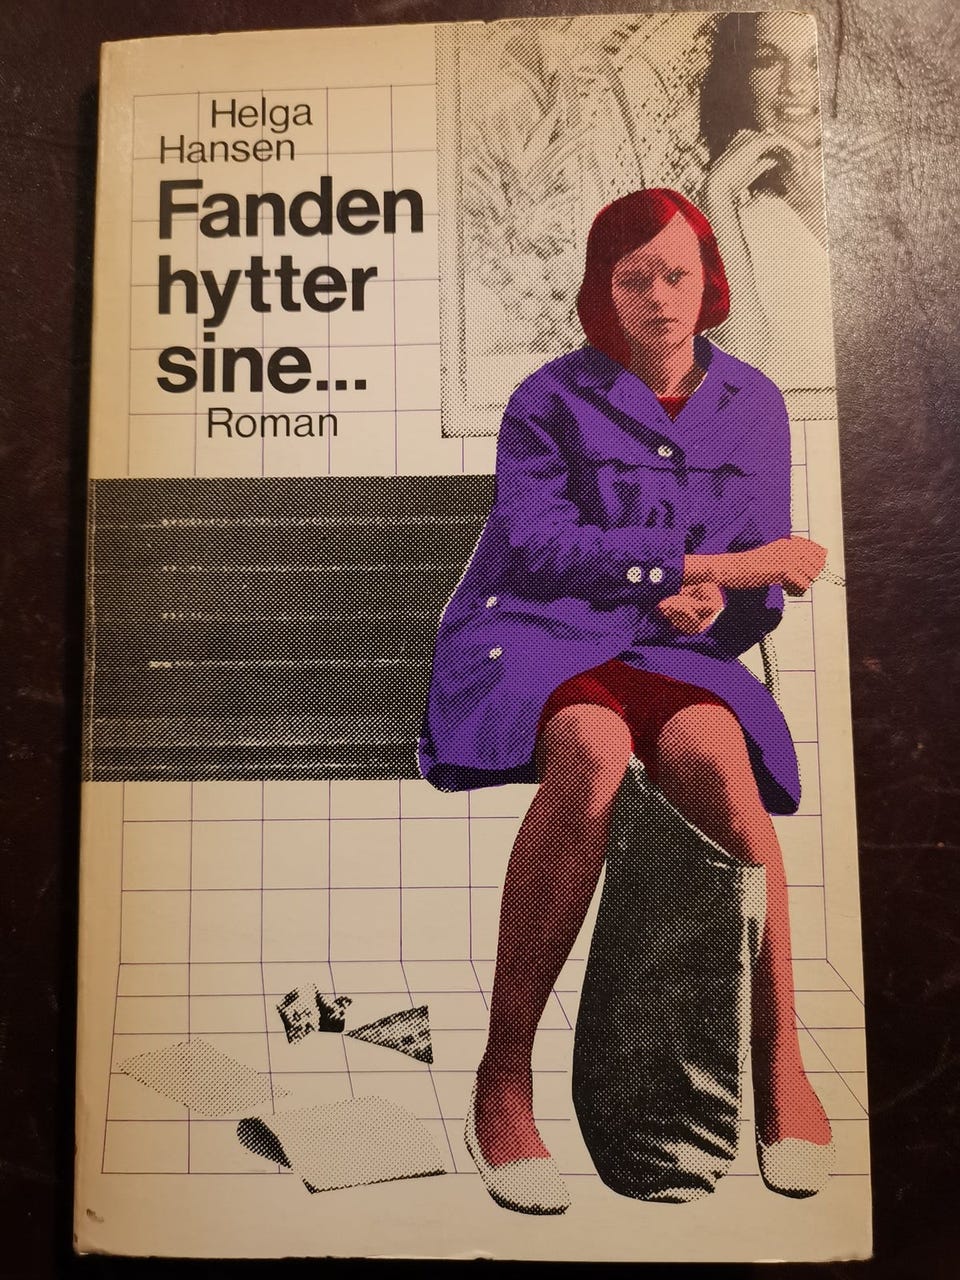 Helga
Hansen
Fanden
hytter
sine...
Roman